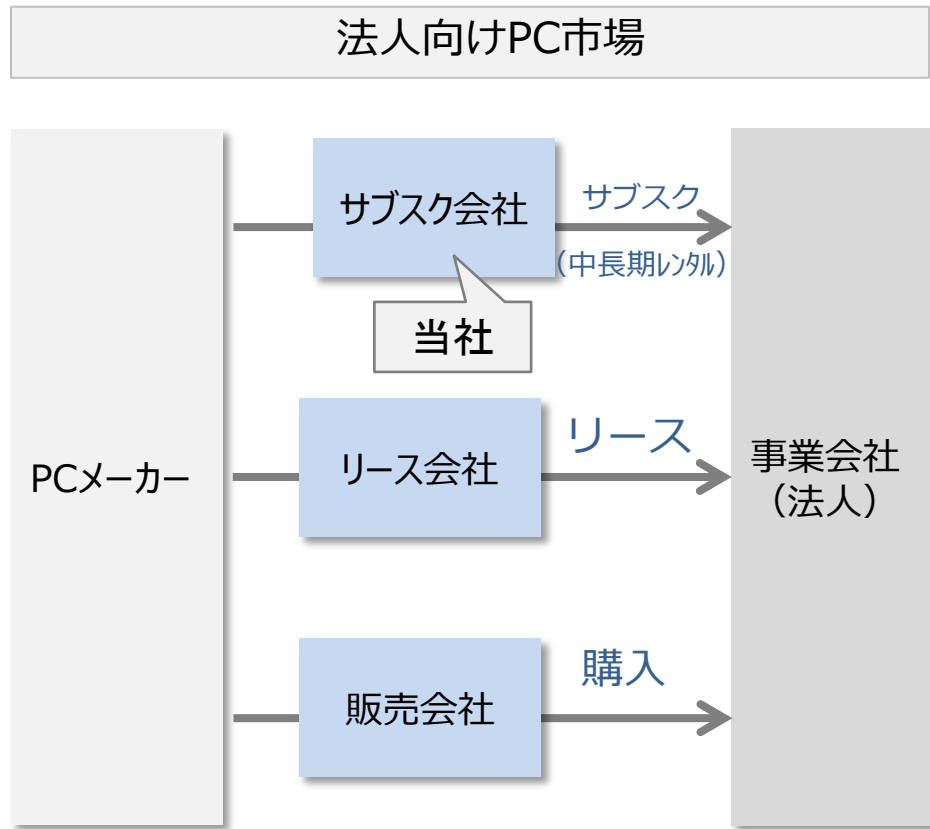 法人向けPC市場
サブスク会社
サブスク
(中長期ﾚﾝﾀﾙ)
当社
PCメーカー
リース会社
リース
事業会社
(法人)
販売会社
購入